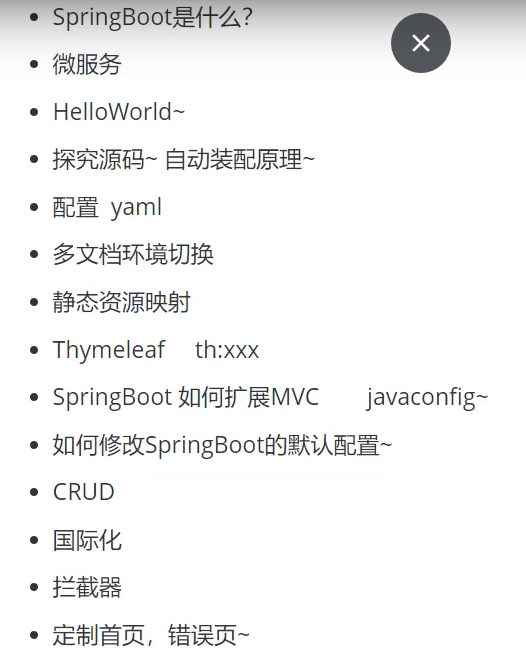 SpringBoot是什么?
微服务
HelloWorld~
探究源码~ 自动装配原理~
配置 yaml
多文档环境切换
静态资源映射
Thymeleaf th:xxx
SpringBoot 如何扩展MVC javaconfig~
如何修改SpringBoot的默认配置~
CRUD
国际化
拦截器
定制首页，错误页~